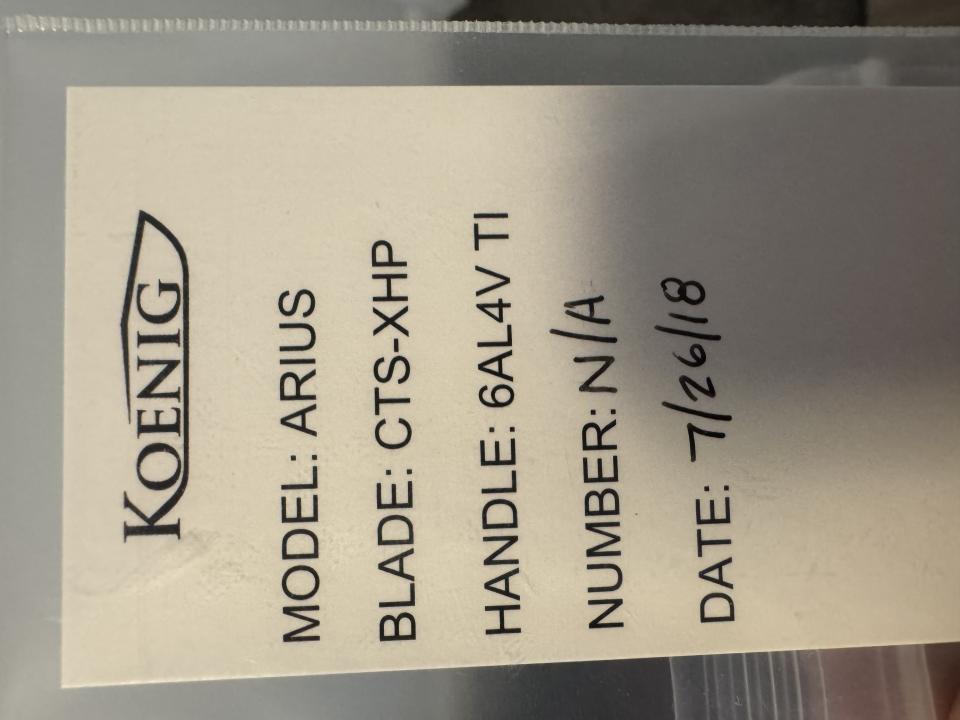 KOENIG
MODEL: ARIUS
BLADE: CTS-XHP
HANDLE: 6AL4V TI
NUMBER: N/A
DATE: 7/26/18